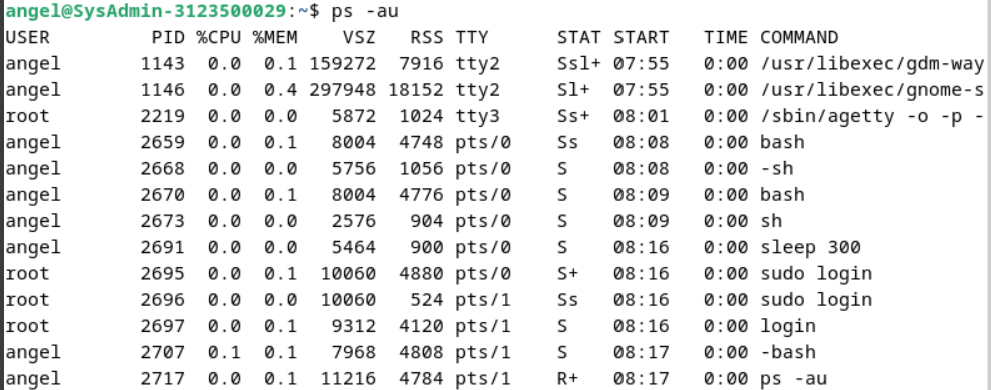 angel@SysAdmin-3123500029:~$ ps -au
USER PID %CPU %MEM VSZ RSS TTY STAT START TIME COMMAND
angel 1143 0.0 0.1 159272 7916 tty2 Ssl+ 07:55 0:00 /usr/libexec/gdm-way
angel 1146 0.0 0.4 297948 18152 tty2 Sl+ 07:55 0:00 /usr/libexec/gnome-s
root 2219 0.0 0.0 5872 1024 tty3 Ss+ 08:01 0:00 /sbin/agetty -o -p -
angel 2659 0.0 0.1 8004 4748 pts/0 Ss 08:08 0:00 bash
angel 2668 0.0 0.0 5756 1056 pts/0 S 08:08 0:00 -sh
angel 2670 0.0 0.1 8004 4776 pts/0 S 08:09 0:00 bash
angel 2673 0.0 0.0 2576 904 pts/0 S 08:09 0:00 sh
angel 2691 0.0 0.0 5464 900 pts/0 S 08:16 0:00 sleep 300
root 2695 0.0 0.1 10060 4880 pts/0 S+ 08:16 0:00 sudo login
root 2696 0.0 0.0 10060 524 pts/1 Ss 08:16 0:00 sudo login
root 2697 0.0 0.1 9312 4120 pts/1 S 08:16 0:00 login
angel 2707 0.1 0.1 7968 4808 pts/1 S 08:17 0:00 -bash
angel 2717 0.0 0.1 11216 4784 pts/1 R+ 08:17 0:00 ps -au